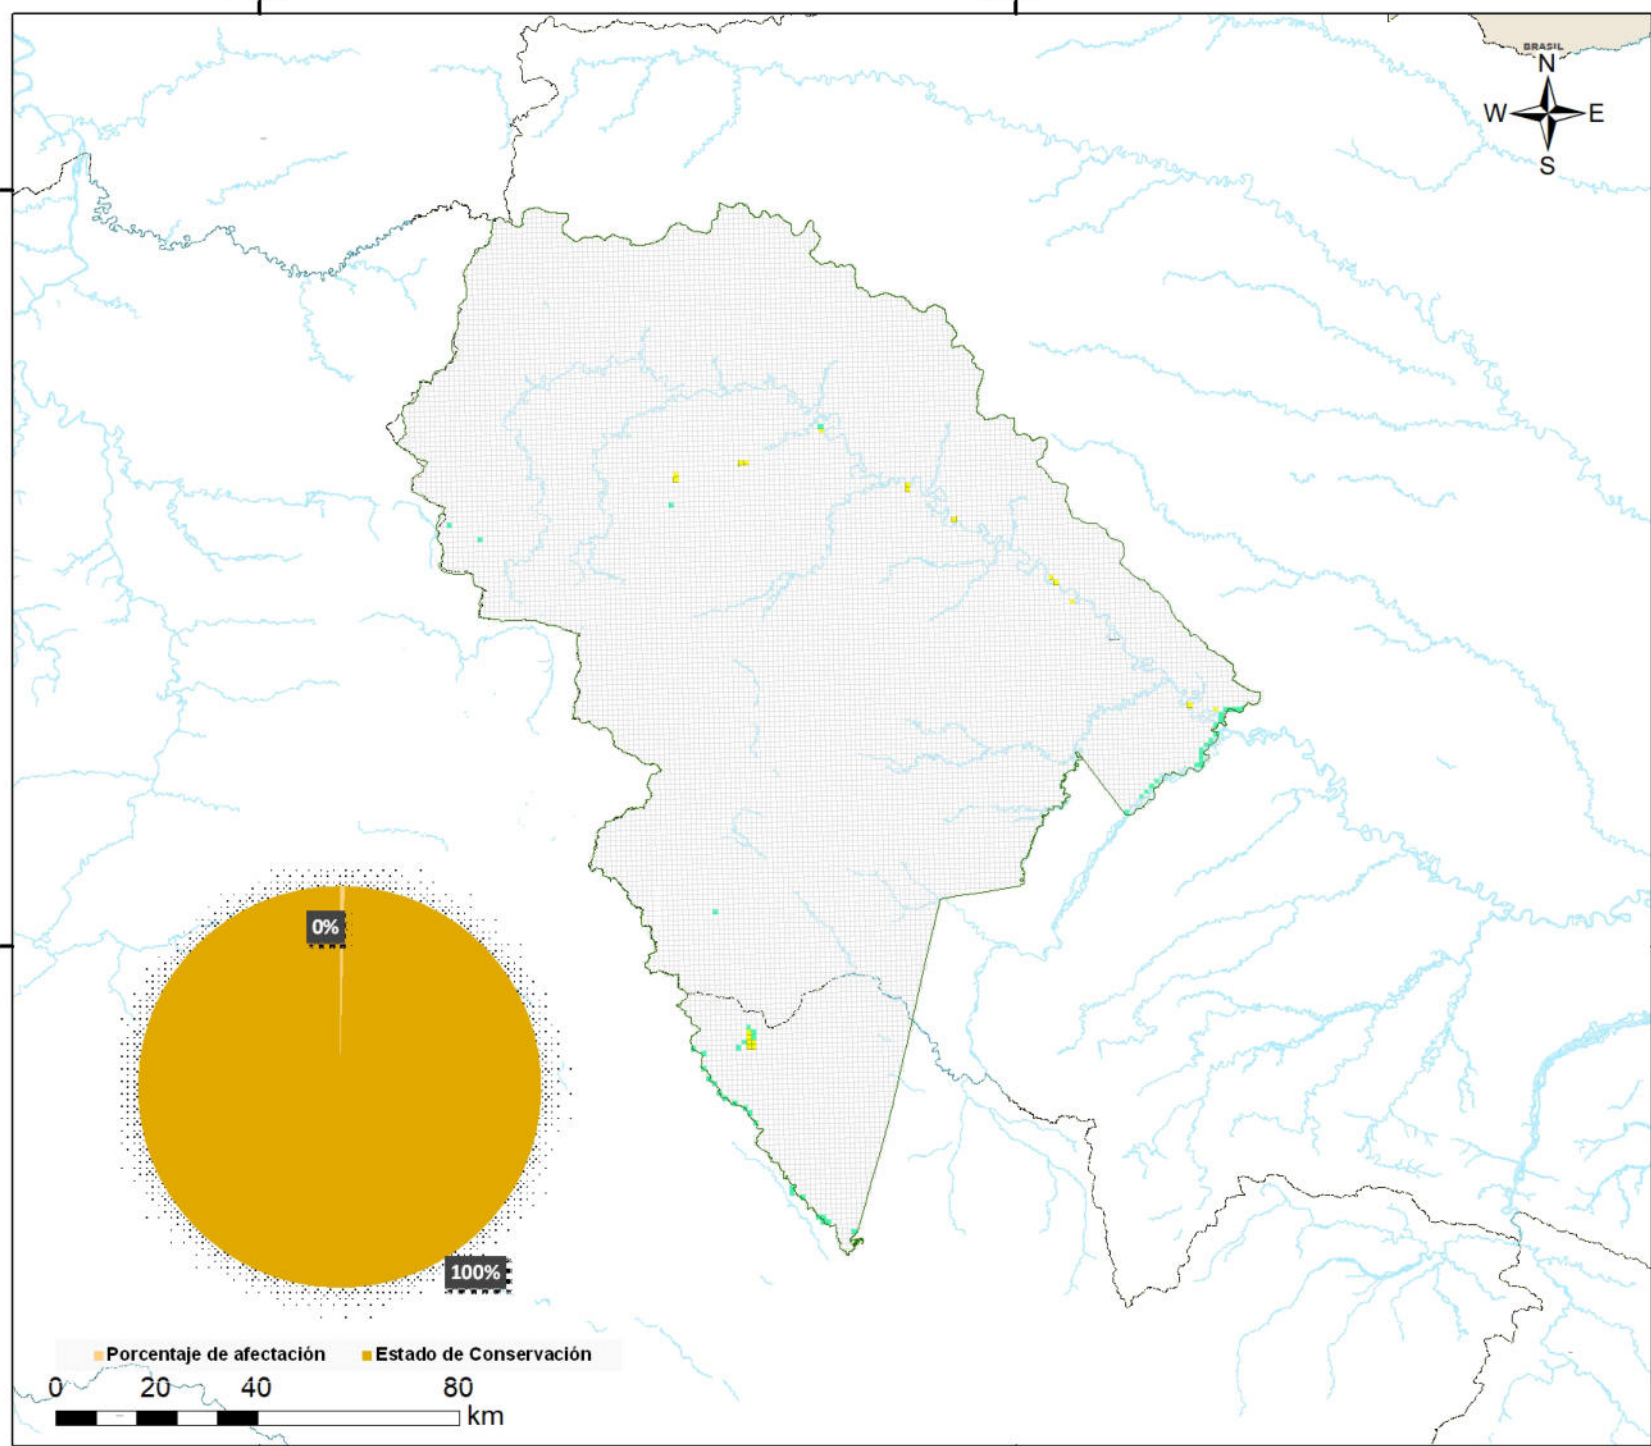 BRASIL
N
W E
S
0%
100%
Porcentaje de afectación Estado de Conservación
0 20 40 80
km